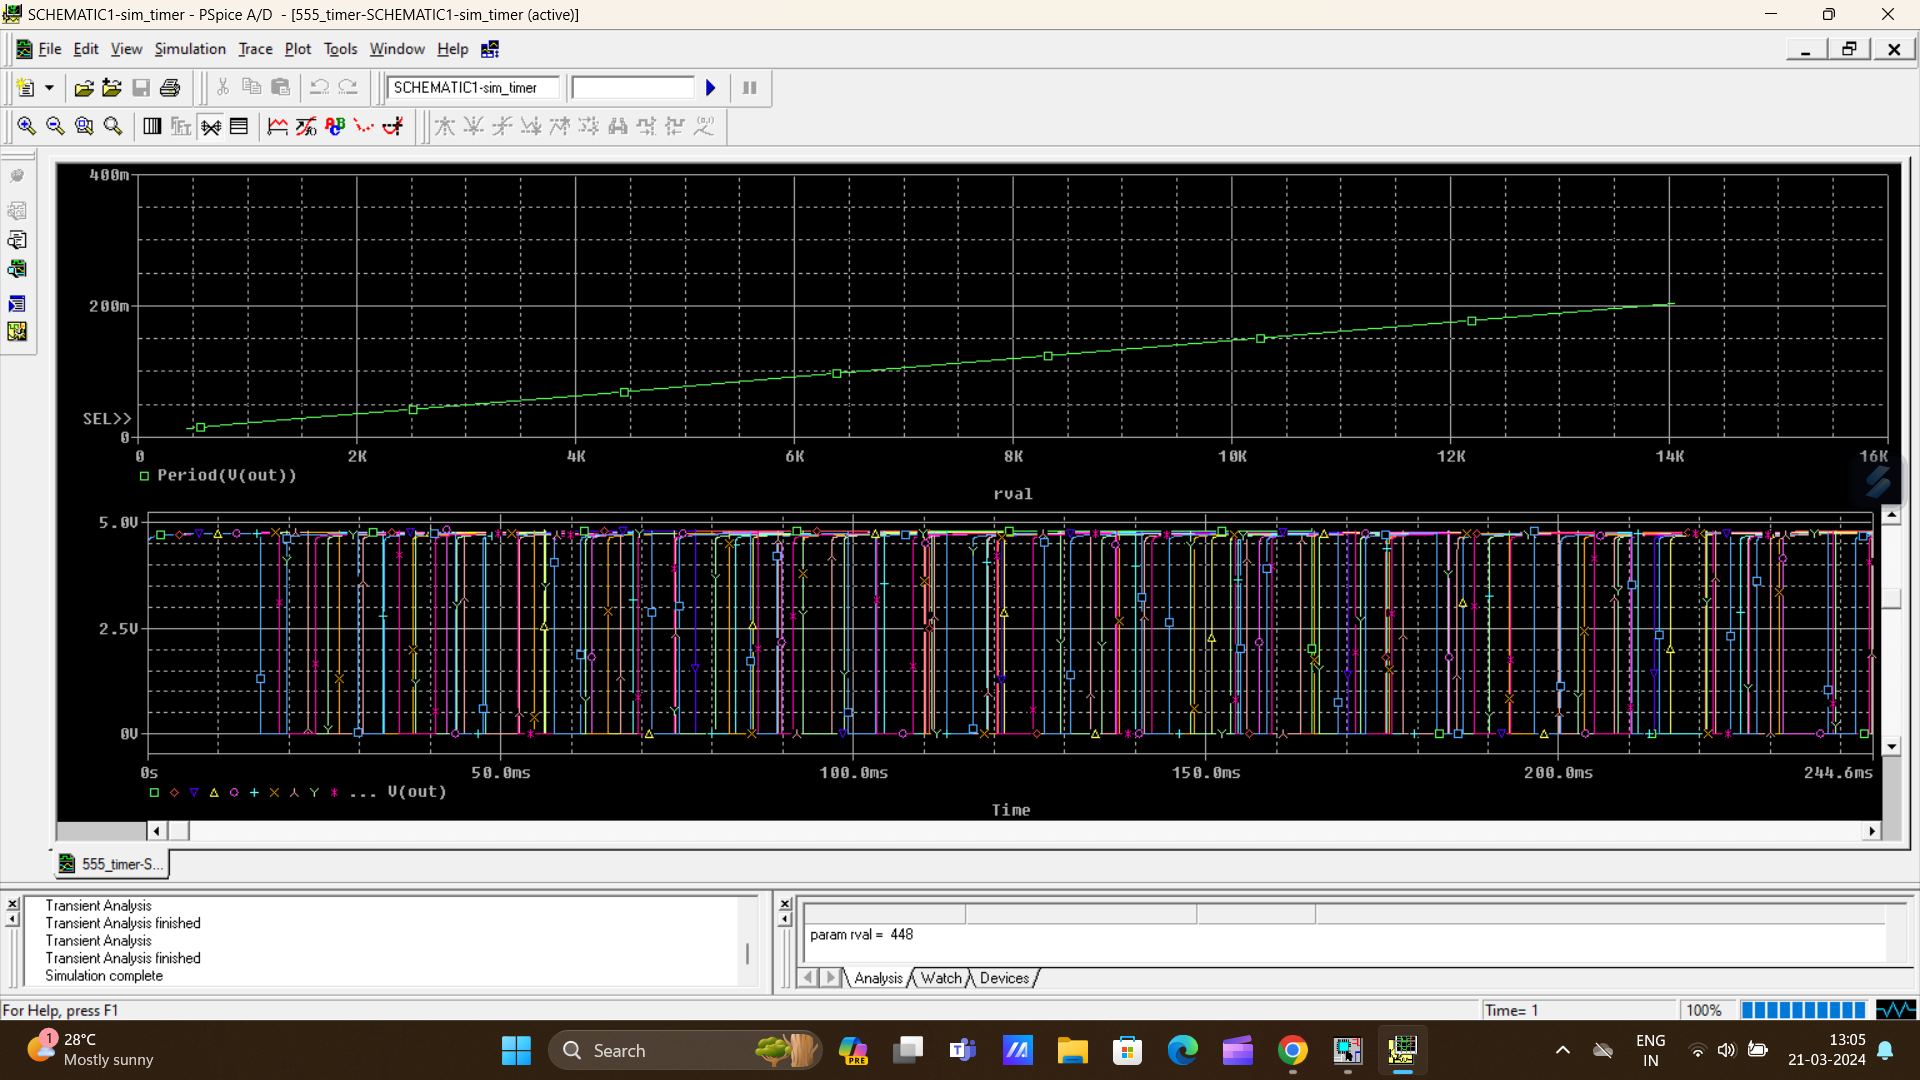 SCHEMATIC1-sim_timer - PSpice A/D - [555_timer-SCHEMATIC1-sim_timer (active)]
File Edit View Simulation Trace Plot Tools Window Help
SCHEMATIC1-sim_timer
400m
200m
SEL>>
0
0 2K 4K 6K 8K 10K 12K 14K 16K
Period(V(out))
rval
5.0V
2.5V
0V
0s 50.0ms 100.0ms 150.0ms 200.0ms 244.6ms
... V(out)
Time
555_timer-S...
Transient Analysis
Transient Analysis finished
Transient Analysis
Transient Analysis finished
Simulation complete
param rval = 448
Analysis Watch Devices
For Help, press F1
Time= 1
100%
1
28°C
Mostly sunny
Search
PRE
ENG
IN
13:05
21-03-2024